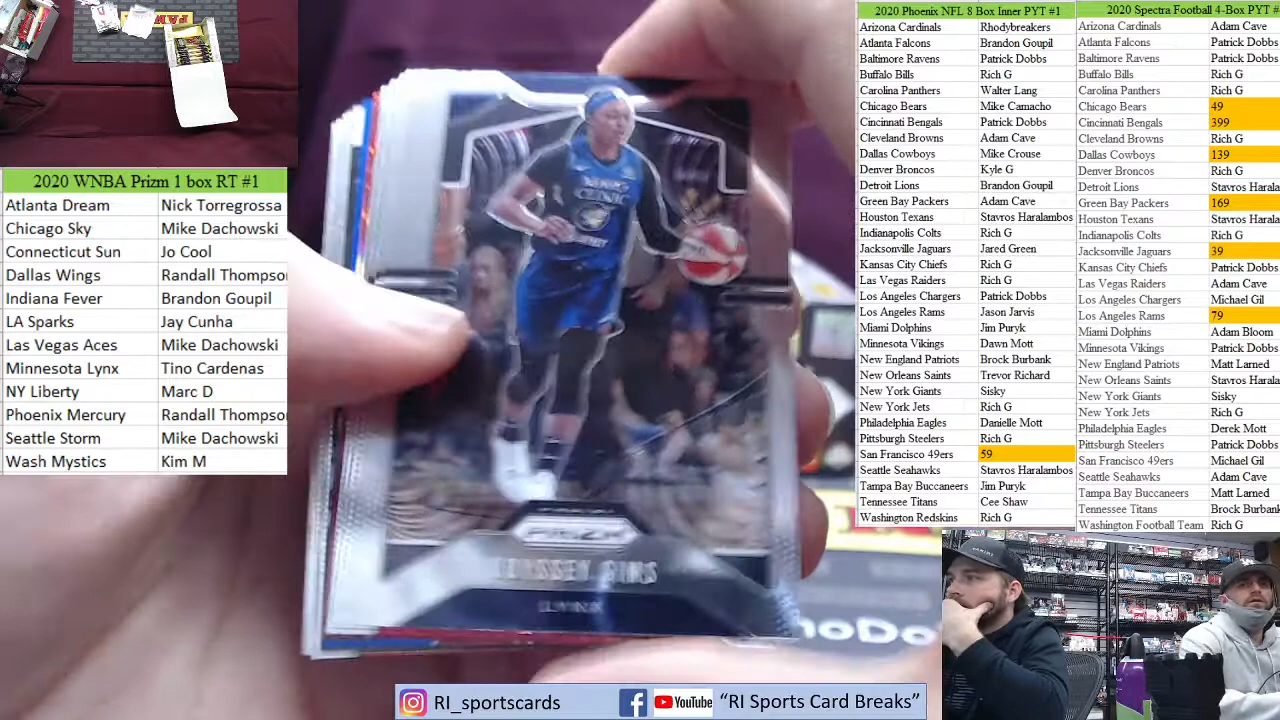 2020 WNBA Prizm 1 box RT #1
Atlanta Dream Nick Torregrossa
Chicago Sky Mike Dachowski
Connecticut Sun Jo Cool
Dallas Wings Randall Thompso
Indiana Fever Brandon Goupil
LA Sparks Jay Cunha
Las Vegas Aces Mike Dachowski
Minnesota Lynx Tino Cardenas
NY Liberty Marc D
Phoenix Mercury Randall Thompso
Seattle Storm Mike Dachowski
Wash Mystics Kim M
CLINIC
PRIZM
ODYSSEY SIMS
LYNX
2020 Phoenix NFL 8 Box Inner PYT #1
Arizona Cardinals Rhodybreakers
Atlanta Falcons Brandon Goupil
Baltimore Ravens Patrick Dobbs
Buffalo Bills Rich G
Carolina Panthers Walter Lang
Chicago Bears Mike Camacho
Cincinnati Bengals Patrick Dobbs
Cleveland Browns Adam Cave
Dallas Cowboys Mike Crouse
Denver Broncos Kyle G
Detroit Lions Brandon Goupil
Green Bay Packers Adam Cave
Houston Texans Stavros Haralambos
Indianapolis Colts Rich G
Jacksonville Jaguars Jared Green
Kansas City Chiefs Rich G
Las Vegas Raiders Rich G
Los Angeles Chargers Patrick Dobbs
Los Angeles Rams Jason Jarvis
Miami Dolphins Jim Puryk
Minnesota Vikings Dawn Mott
New England Patriots Brock Burbank
New Orleans Saints Trevor Richard
New York Giants Sisky
New York Jets Rich G
Philadelphia Eagles Danielle Mott
Pittsburgh Steelers Rich G
San Francisco 49ers 59
Seattle Seahawks Stavros Haralambos
Tampa Bay Buccaneers Jim Puryk
Tennessee Titans Cee Shaw
Washington Redskins Rich G
2020 Spectra Football 4-Box PYT #
Arizona Cardinals Adam Cave
Atlanta Falcons Patrick Dobbs
Baltimore Ravens Patrick Dobbs
Buffalo Bills Rich G
Carolina Panthers Rich G
Chicago Bears 49
Cincinnati Bengals 399
Cleveland Browns Rich G
Dallas Cowboys 139
Denver Broncos Rich G
Detroit Lions Stavros Harala
Green Bay Packers 169
Houston Texans Stavros Harala
Indianapolis Colts Rich G
Jacksonville Jaguars 39
Kansas City Chiefs Patrick Dobbs
Las Vegas Raiders Adam Cave
Los Angeles Chargers Michael Gil
Los Angeles Rams 79
Miami Dolphins Adam Bloom
Minnesota Vikings Patrick Dobbs
New England Patriots Matt Larned
New Orleans Saints Stavros Harala
New York Giants Sisky
New York Jets Rich G
Philadelphia Eagles Derek Mott
Pittsburgh Steelers Patrick Dobbs
San Francisco 49ers Michael Gil
Seattle Seahawks Adam Cave
Tampa Bay Buccaneers Matt Larned
Tennessee Titans Brock Burbank
Washington Football Team Rich G
RI_sportscards
YouTube
"RI Sports Card Breaks"